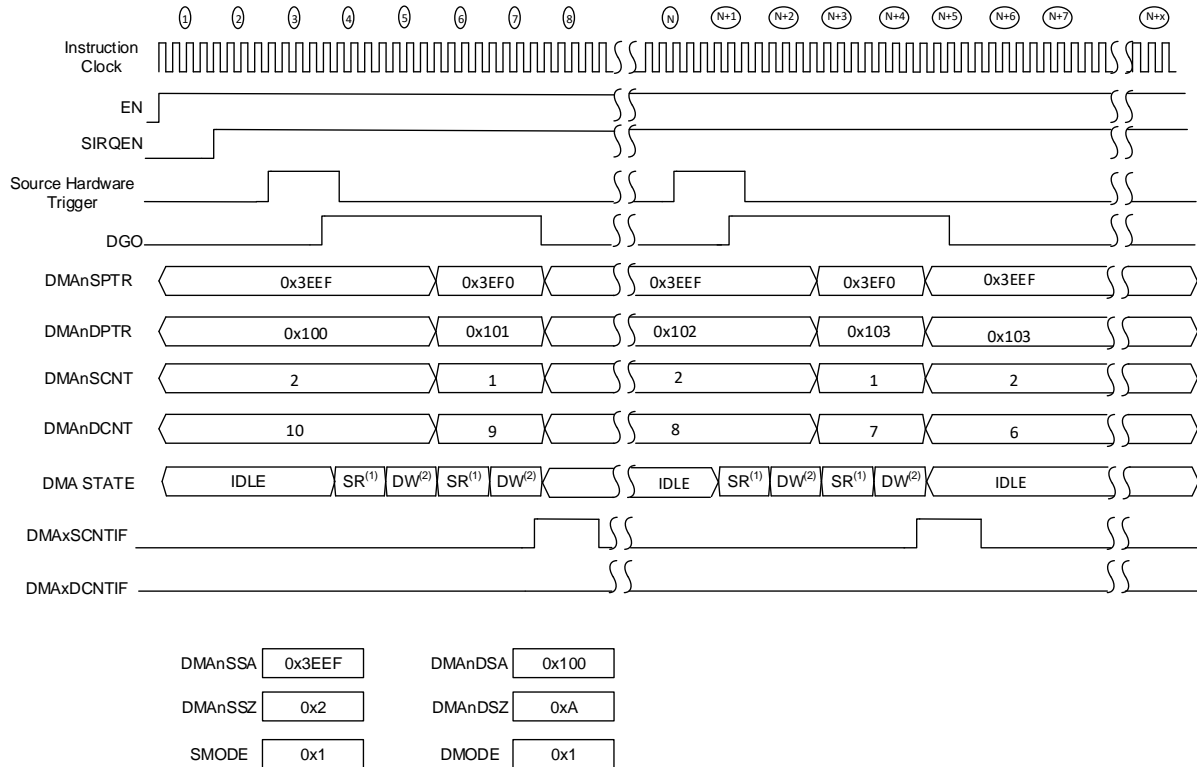 1 2 3 4 5 6 7 8 N N+1 N+2 N+3 N+4 N+5 N+6 N+7 N+x
Instruction
Clock
EN
SIRQEN
Source Hardware
Trigger
DGO
DMAnSPTR 0x3EEF 0x3EF0 0x3EEF 0x3EF0 0x3EEF
DMAnDPTR 0x100 0x101 0x102 0x103 0x103
DMAnSCNT 2 1 2 1 2
DMAnDCNT 10 9 8 7 6
DMA STATE IDLE SR(1) DW(2) SR(1) DW(2) IDLE SR(1) DW(2) SR(1) DW(2) IDLE
DMAxSCNTIF
DMAxDCNTIF
DMAnSSA 0x3EEF DMAnDSA 0x100
DMAnSSZ 0x2 DMAnDSZ 0xA
SMODE 0x1 DMODE 0x1